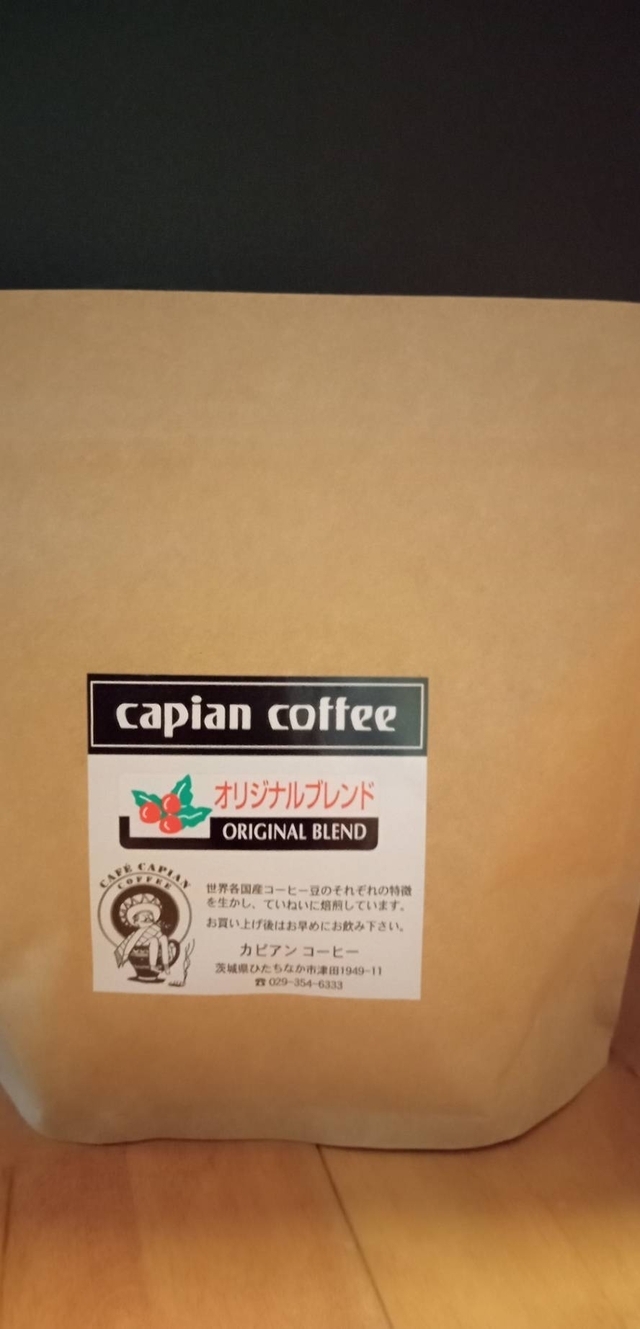 capian coffee
オリジナルブレンド
ORIGINAL BLEND
CAFÉ CAPIAN
COFFEE
世界各国産コーヒー豆のそれぞれの特徴
を生かし、ていねいに焙煎しています。
お買い上げ後はお早めにお飲み下さい。
カピアン コーヒー
茨城県ひたちなか市津田1949-11
☎ 029-354-6333